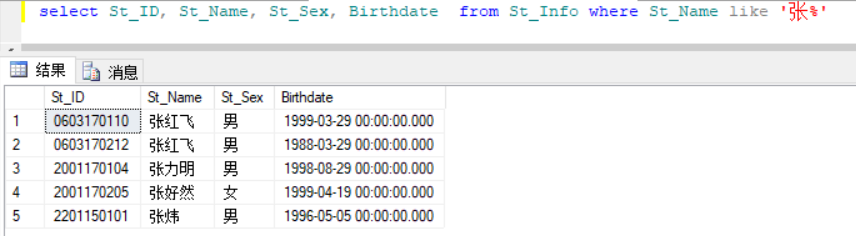 select St_ID, St_Name, St_Sex, Birthdate  from St_Info where St_Name like '张%'
结果 消息
St_ID St_Name St_Sex Birthdate
1 0603170110 张红飞 男 1999-03-29 00:00:00.000
2 0603170212 张红飞 男 1988-03-29 00:00:00.000
3 2001170104 张力明 男 1998-08-29 00:00:00.000
4 2001170205 张好然 女 1999-04-19 00:00:00.000
5 2201150101 张炜 男 1996-05-05 00:00:00.000